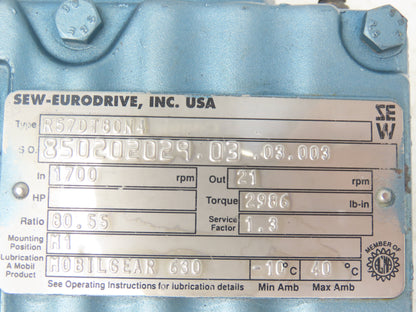 SEW-EURODRIVE, INC. USA
SEW
Type R57DT80N4
S.O. 850202029.03 .03.003
In 1700 rpm Out 21 rpm
HP Torque 2986 lb-in
Ratio 80.55 Service Factor 1.3
Mounting Position M1
Lubrication A Mobil Product MOBILGEAR 630 -10°C 40°C
See Operating Instructions for lubrication details Min Amb Max Amb
MEMBER OF
AGMA